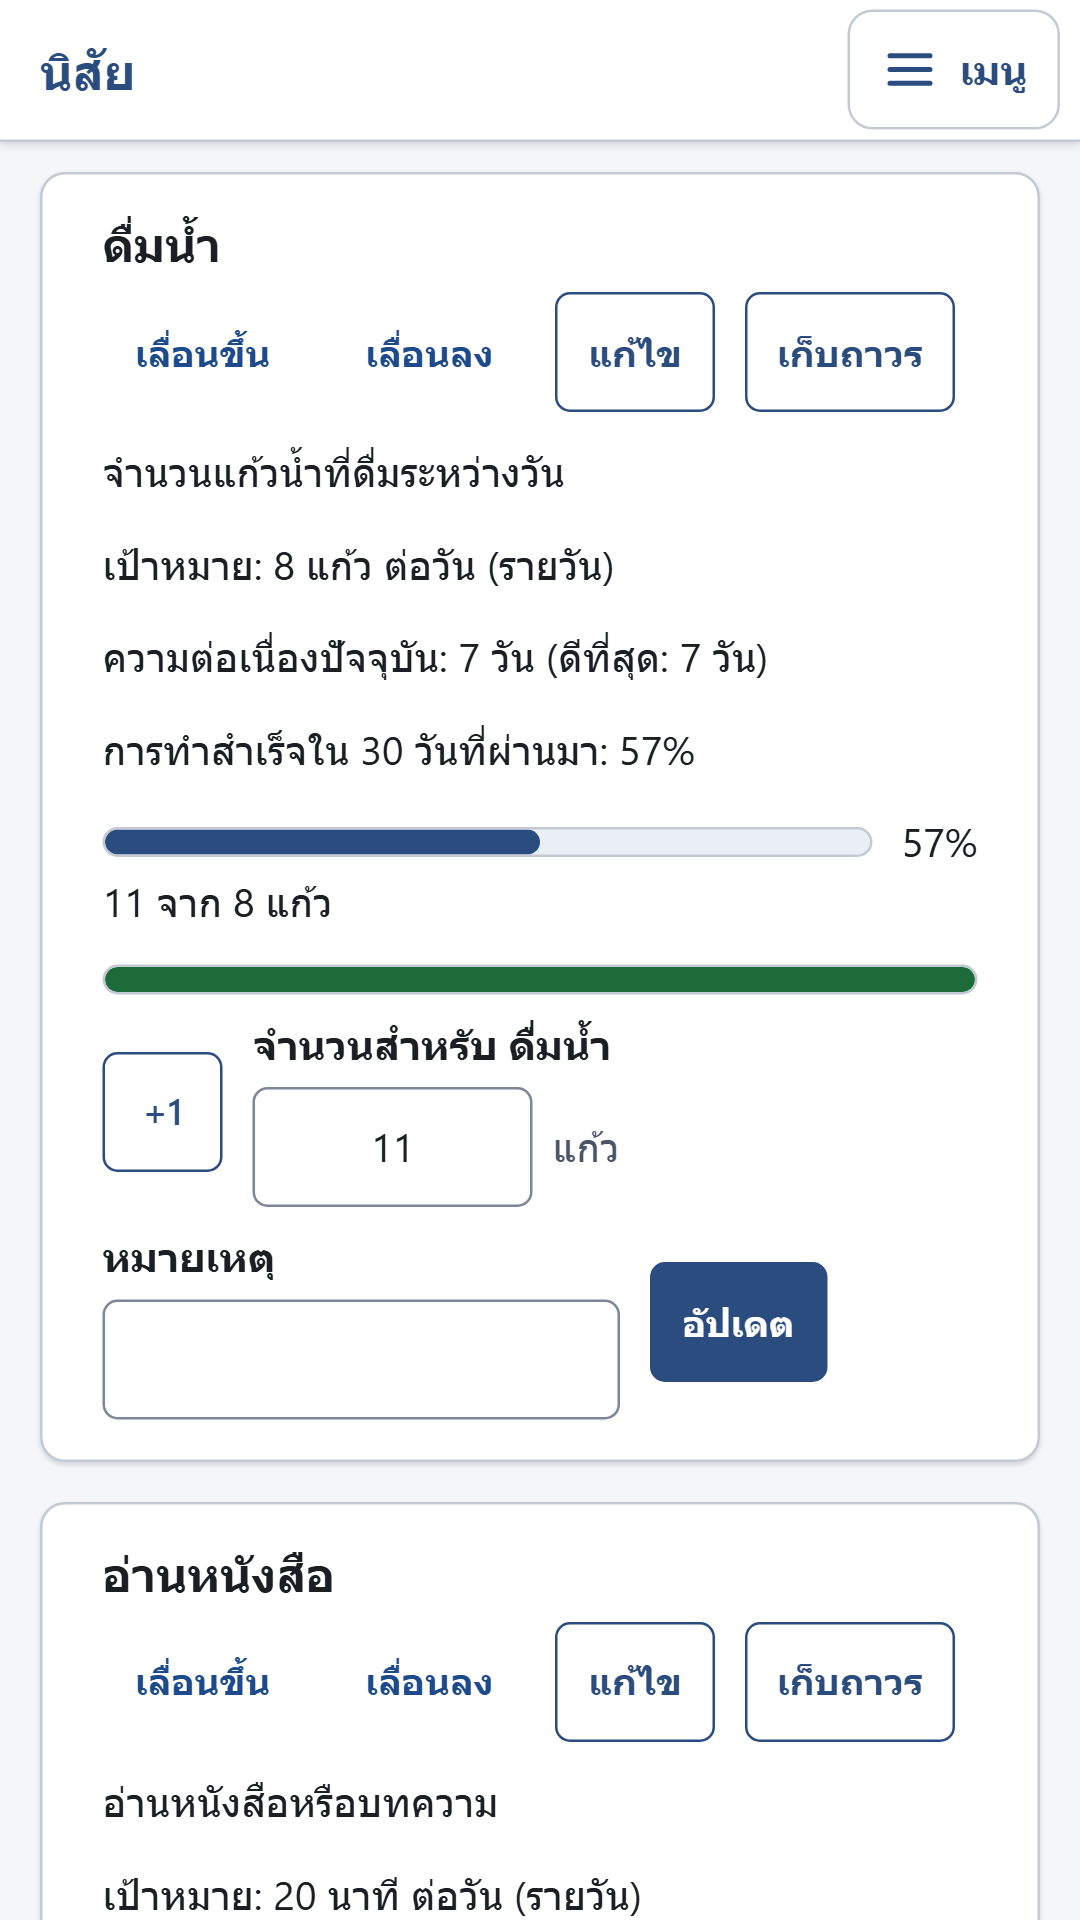 นิสัย
เมนู
ดื่มน้ำ
เลื่อนขึ้น เลื่อนลง แก้ไข เก็บถาวร
จำนวนแก้วน้ำที่ดื่มระหว่างวัน
เป้าหมาย: 8 แก้ว ต่อวัน (รายวัน)
ความต่อเนื่องปัจจุบัน: 7 วัน (ดีที่สุด: 7 วัน)
การทำสำเร็จใน 30 วันที่ผ่านมา: 57%
57%
11 จาก 8 แก้ว
จำนวนสำหรับ ดื่มน้ำ
+1 11 แก้ว
หมายเหตุ
อัปเดต
อ่านหนังสือ
เลื่อนขึ้น เลื่อนลง แก้ไข เก็บถาวร
อ่านหนังสือหรือบทความ
เป้าหมาย: 20 นาที ต่อวัน (รายวัน)